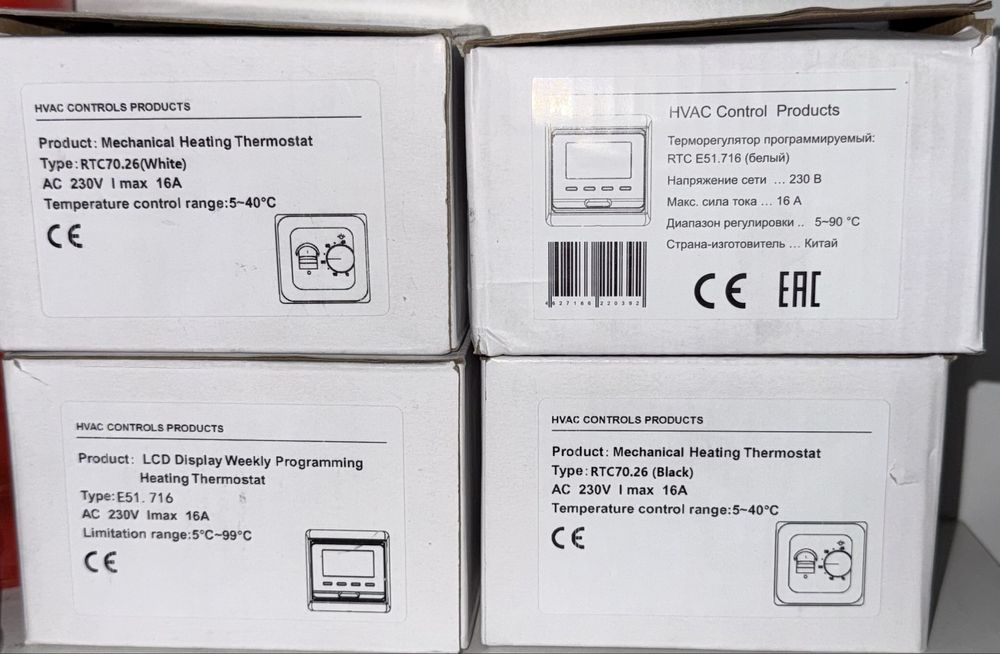 HVAC CONTROLS PRODUCTS
Product: Mechanical Heating Thermostat
Type:RTC70.26(White)
AC 230V I max 16A
Temperature control range:5~40°C
CE
HVAC Control Products
Терморегулятор программируемый:
RTC E51.716 (белый)
Напряжение сети ... 230 В
Макс. сила тока ... 16 А
Диапазон регулировки .. 5~90 °C
Страна-изготовитель ... Китай
4627166220392
CE EAC
HVAC CONTROLS PRODUCTS
Product: LCD Display Weekly Programming
Heating Thermostat
Type:E51. 716
AC 230V Imax 16A
Limitation range:5°C~99°C
CE
HVAC CONTROLS PRODUCTS
Product: Mechanical Heating Thermostat
Type: RTC70.26 (Black)
AC 230V I max 16A
Temperature control range:5~40°C
CE